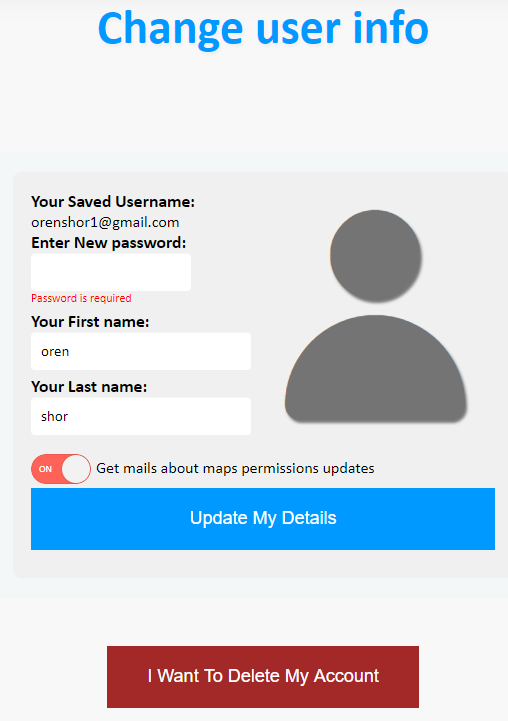 Change user info
Your Saved Username:
orenshor1@gmail.com
Enter New password:
Password is required
Your First name:
oren
Your Last name:
shor
ON Get mails about maps permissions updates
Update My Details
I Want To Delete My Account